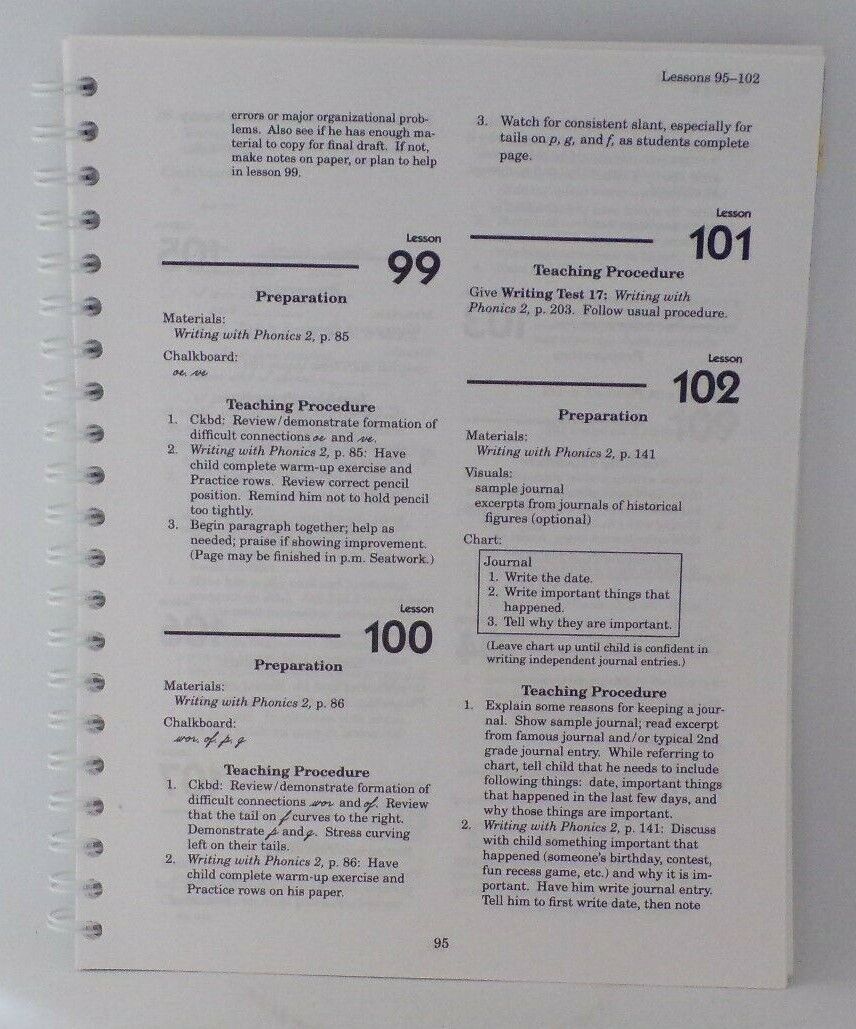 Lessons 95–102
errors or major organizational prob-
lems. Also see if he has enough ma-
terial to copy for final draft. If not,
make notes on paper, or plan to help
in lesson 99.
Lesson
99
Preparation
Materials:
Writing with Phonics 2, p. 85
Chalkboard:
oe, ve
Teaching Procedure
1. Ckbd: Review/demonstrate formation of
difficult connections oe and ve.
2. Writing with Phonics 2, p. 85: Have
child complete warm-up exercise and
Practice rows. Review correct pencil
position. Remind him not to hold pencil
too tightly.
3. Begin paragraph together; help as
needed; praise if showing improvement.
(Page may be finished in p.m. Seatwork.)
Lesson
100
Preparation
Materials:
Writing with Phonics 2, p. 86
Chalkboard:
wor, of, p, g
Teaching Procedure
1. Ckbd: Review/demonstrate formation of
difficult connections wor and of. Review
that the tail on f curves to the right.
Demonstrate p and g. Stress curving
left on their tails.
2. Writing with Phonics 2, p. 86: Have
child complete warm-up exercise and
Practice rows on his paper.
3. Watch for consistent slant, especially for
tails on p, g, and f, as students complete
page.
Lesson
101
Teaching Procedure
Give Writing Test 17: Writing with
Phonics 2, p. 203. Follow usual procedure.
Lesson
102
Preparation
Materials:
Writing with Phonics 2, p. 141
Visuals:
sample journal
excerpts from journals of historical
figures (optional)
Chart:
Journal
1. Write the date.
2. Write important things that
happened.
3. Tell why they are important.
(Leave chart up until child is confident in
writing independent journal entries.)
Teaching Procedure
1. Explain some reasons for keeping a jour-
nal. Show sample journal; read excerpt
from famous journal and/or typical 2nd
grade journal entry. While referring to
chart, tell child that he needs to include
following things: date, important things
that happened in the last few days, and
why those things are important.
2. Writing with Phonics 2, p. 141: Discuss
with child something important that
happened (someone's birthday, contest,
fun recess game, etc.) and why it is im-
portant. Have him write journal entry.
Tell him to first write date, then note
95